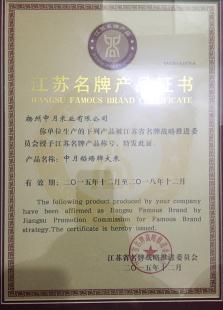 江苏名牌产品证书
JIANGSU FAMOUS BRAND CERTIFICATE
扬州中月米业有限公司
你单位生产的下列产品被江苏省名牌战略推进委
员会授予江苏名牌产品称号，特发此证。
产品名称：中月
牌大米
有 效 期：二〇一五年十二月至二〇一八年十二月
The following product produced by your company
have been affirmed as Jiangsu Famous Brand by
Jiangsu Promotion Commission for Famous Brand
strategy.The certificate is hereby issued.
江苏省名牌战略推进委员会
二〇一五年十二月